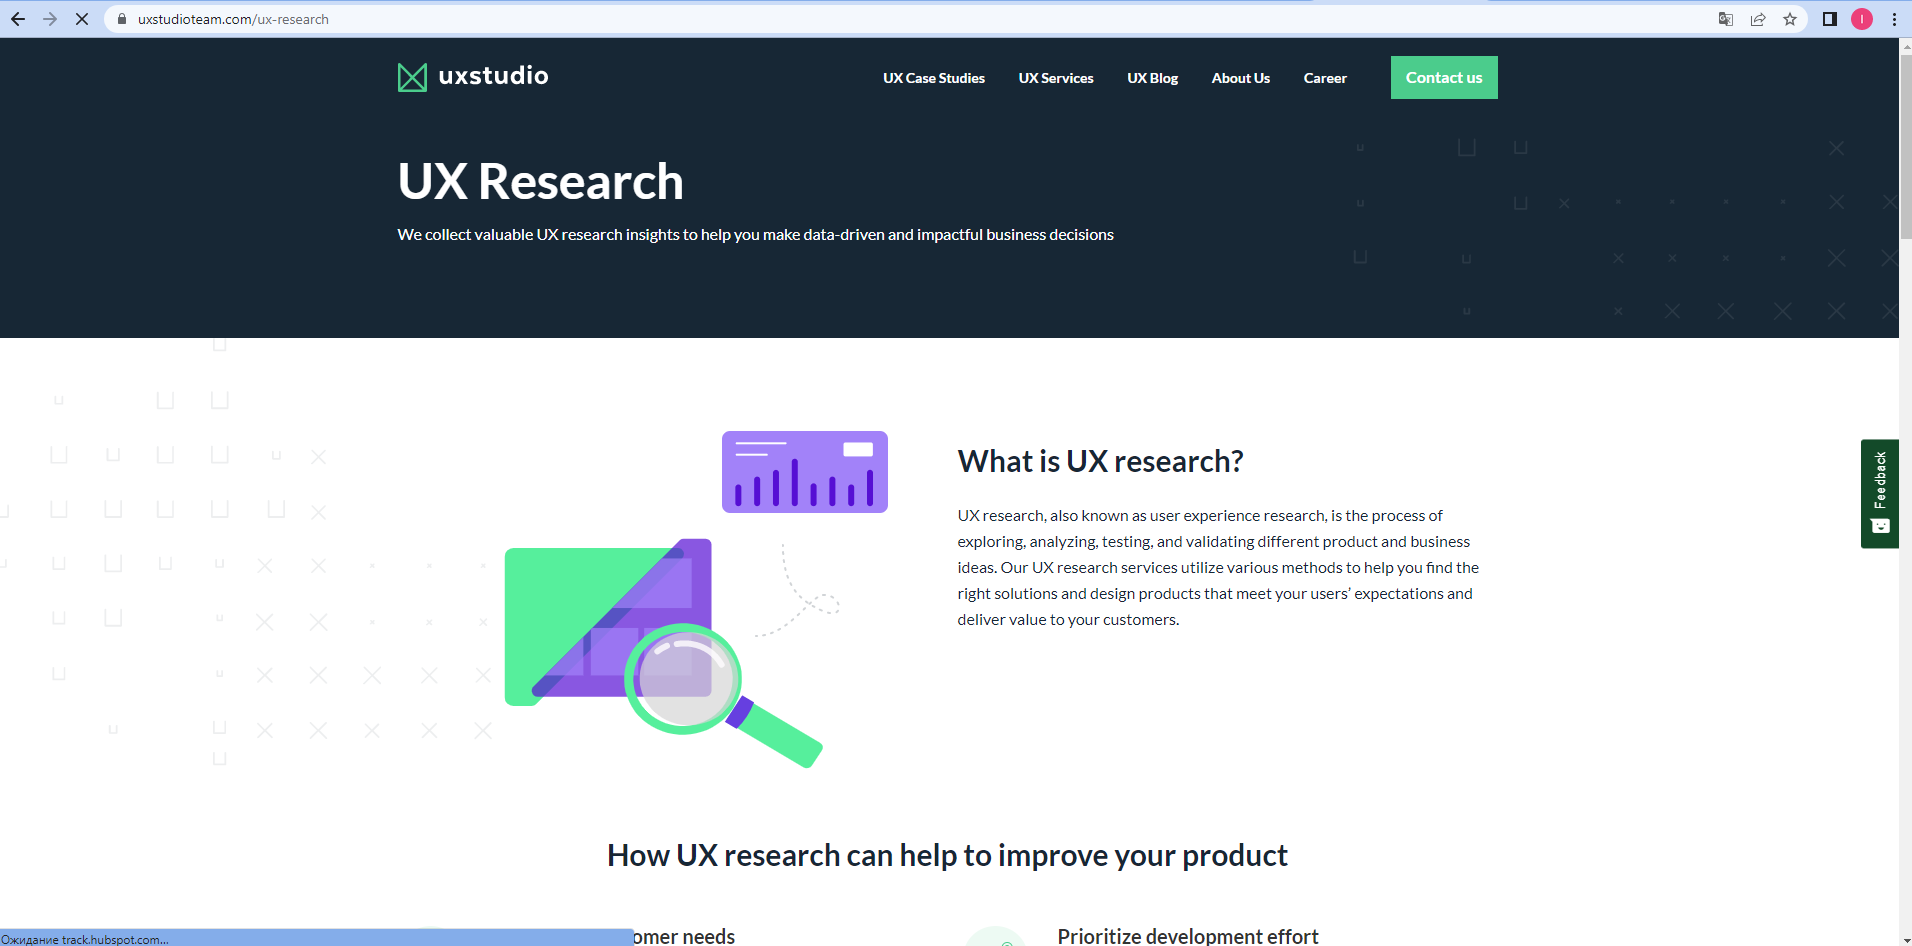 uxstudioteam.com/ux-research
I
uxstudio
UX Case Studies
UX Services
UX Blog
About Us
Career
Contact us
UX Research
We collect valuable UX research insights to help you make data-driven and impactful business decisions
What is UX research?
UX research, also known as user experience research, is the process of
exploring, analyzing, testing, and validating different product and business
ideas. Our UX research services utilize various methods to help you find the
right solutions and design products that meet your users’ expectations and
deliver value to your customers.
Feedback
How UX research can help to improve your product
omer needs
Prioritize development effort
Ожидание track.hubspot.com...